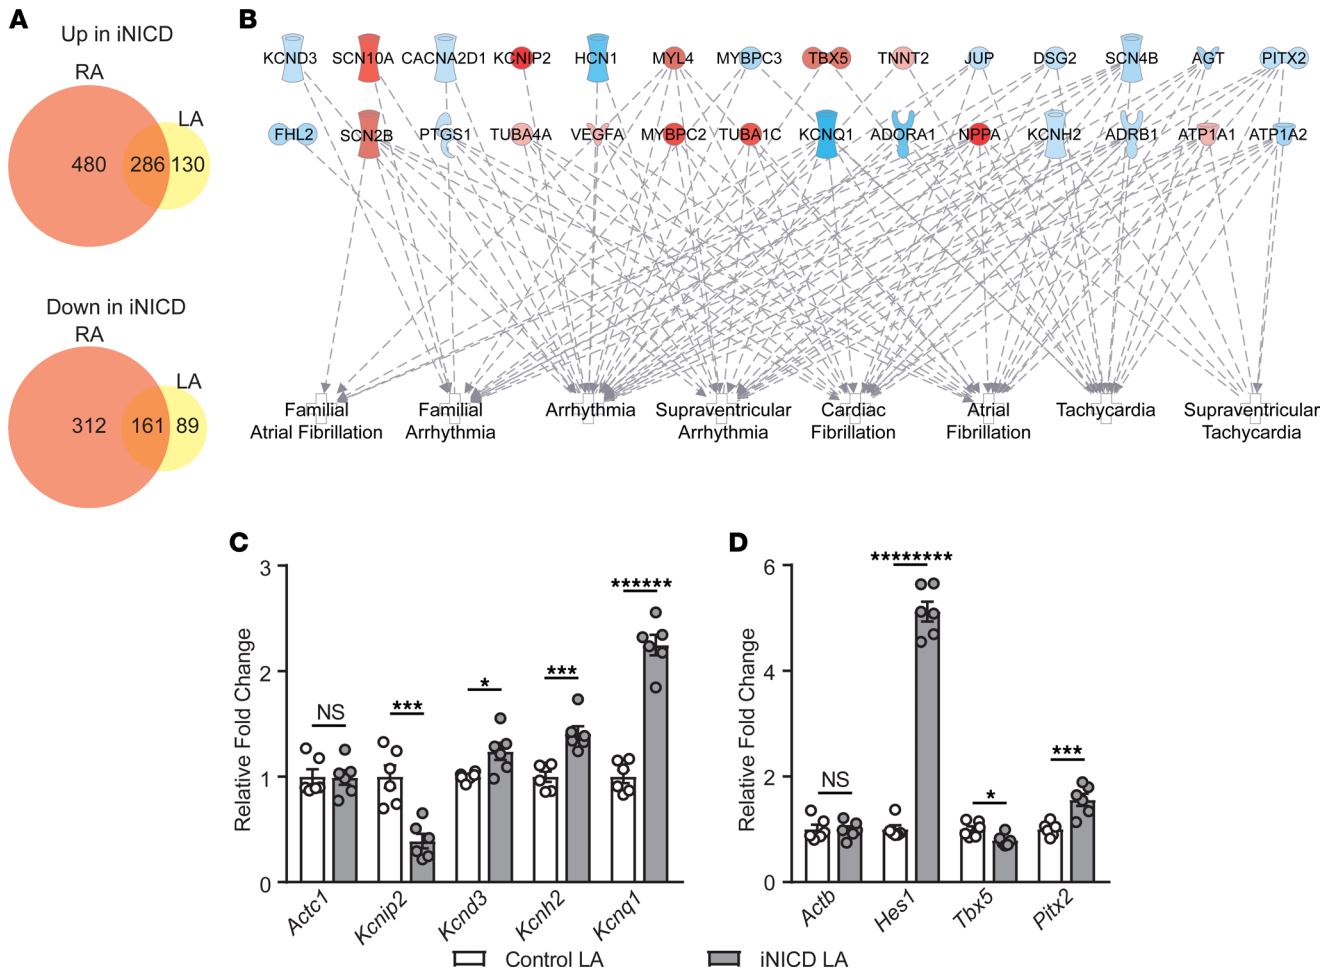 A
Up in iNICD
RA
LA
480
286
130
Down in iNICD
RA
LA
312
161
89
B
KCND3 SCN10A CACNA2D1 KCNIP2 HCN1 MYL4 MYBPC3 TBX5 TNNT2 JUP DSG2 SCN4B AGT PITX2
FHL2 SCN2B PTGS1 TUBA4A VEGFA MYBPC2 TUBA1C KCNQ1 ADORA1 NPPA KCNH2 ADRB1 ATP1A1 ATP1A2
Familial
Atrial Fibrillation
Familial
Arrhythmia
Arrhythmia
Supraventricular
Arrhythmia
Cardiac
Fibrillation
Atrial
Fibrillation
Tachycardia
Supraventricular
Tachycardia
C
Relative Fold Change
3
2
1
0
NS
***
*
***
******
Actc1
Kcnip2
Kcnd3
Kcnh2
Kcnq1
D
Relative Fold Change
6
4
2
0
NS
********
*
***
Actb
Hes1
Tbx5
Pitx2
Control LA
iNICD LA